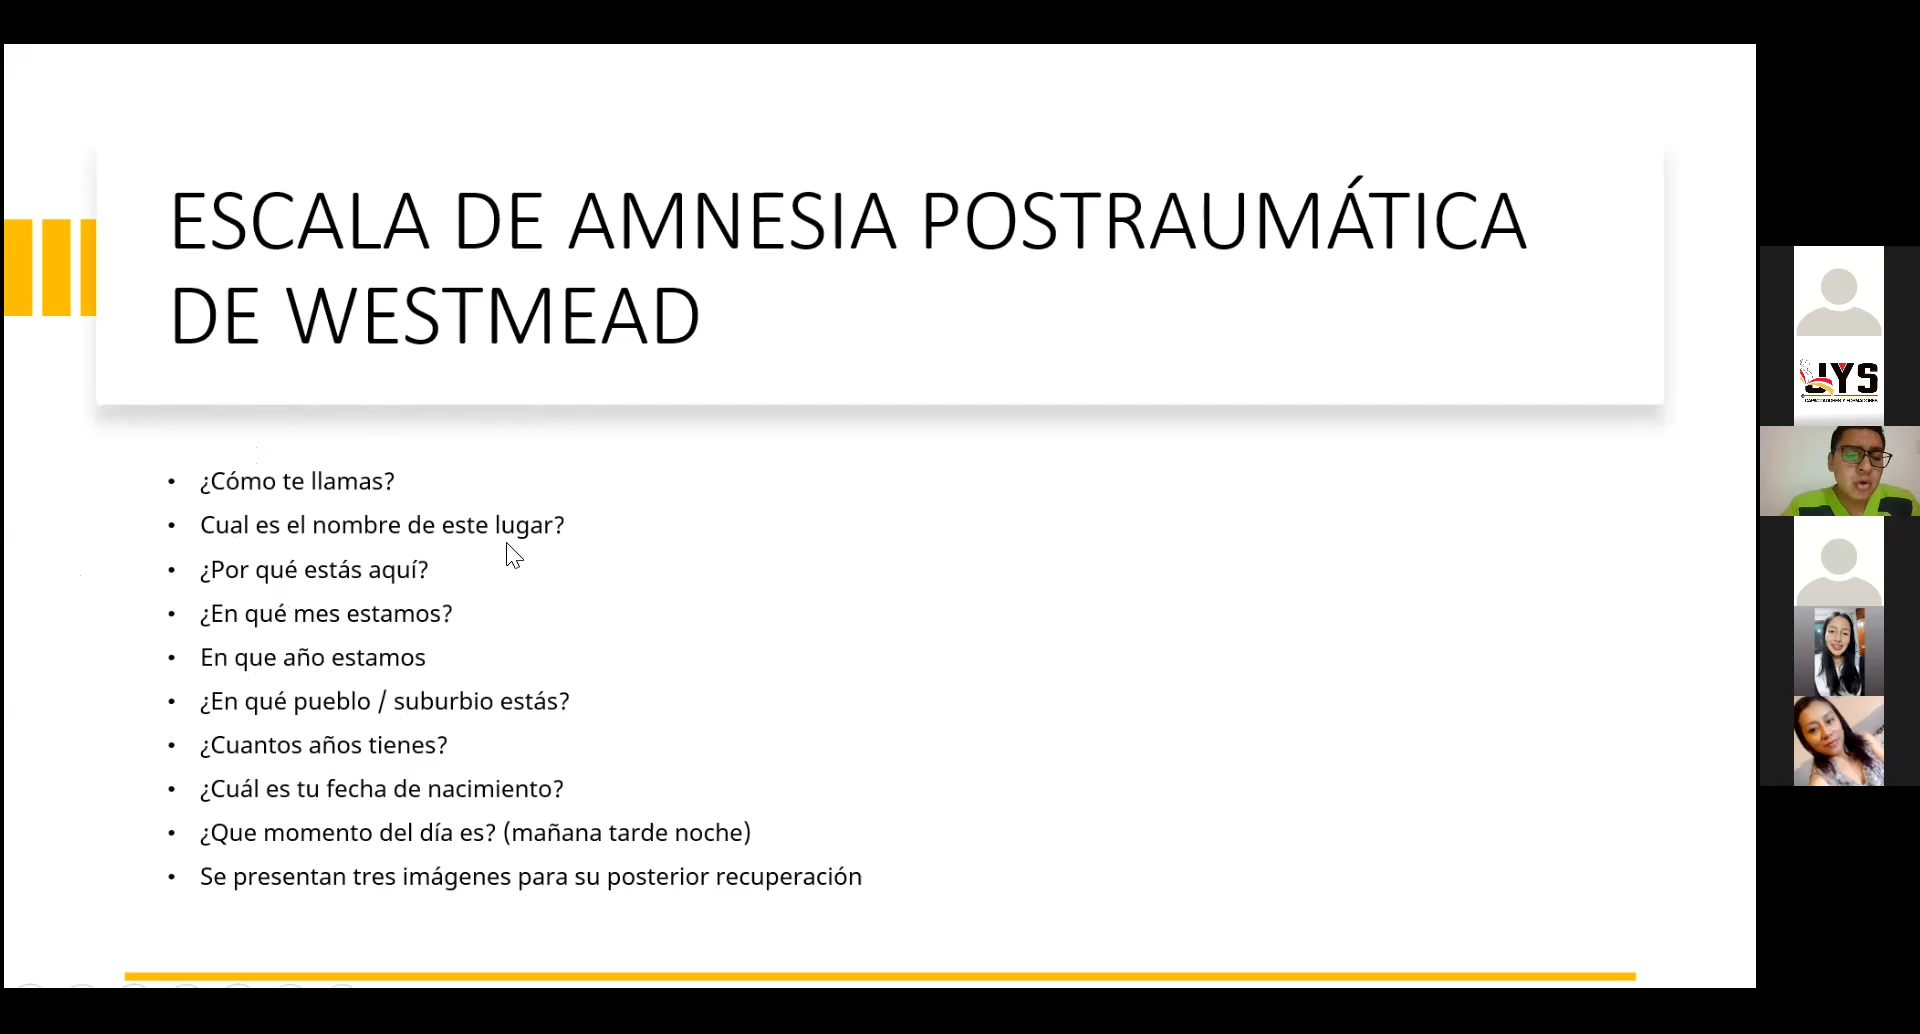 ESCALA DE AMNESIA POSTRAUMÁTICA
DE WESTMEAD
• ¿Cómo te llamas?
• Cual es el nombre de este lugar?
• ¿Por qué estás aquí?
• ¿En qué mes estamos?
• En que año estamos
• ¿En qué pueblo / suburbio estás?
• ¿Cuantos años tienes?
• ¿Cuál es tu fecha de nacimiento?
• ¿Que momento del día es? (mañana tarde noche)
• Se presentan tres imágenes para su posterior recuperación
JYS
CAPACITADORES Y FORMADORES